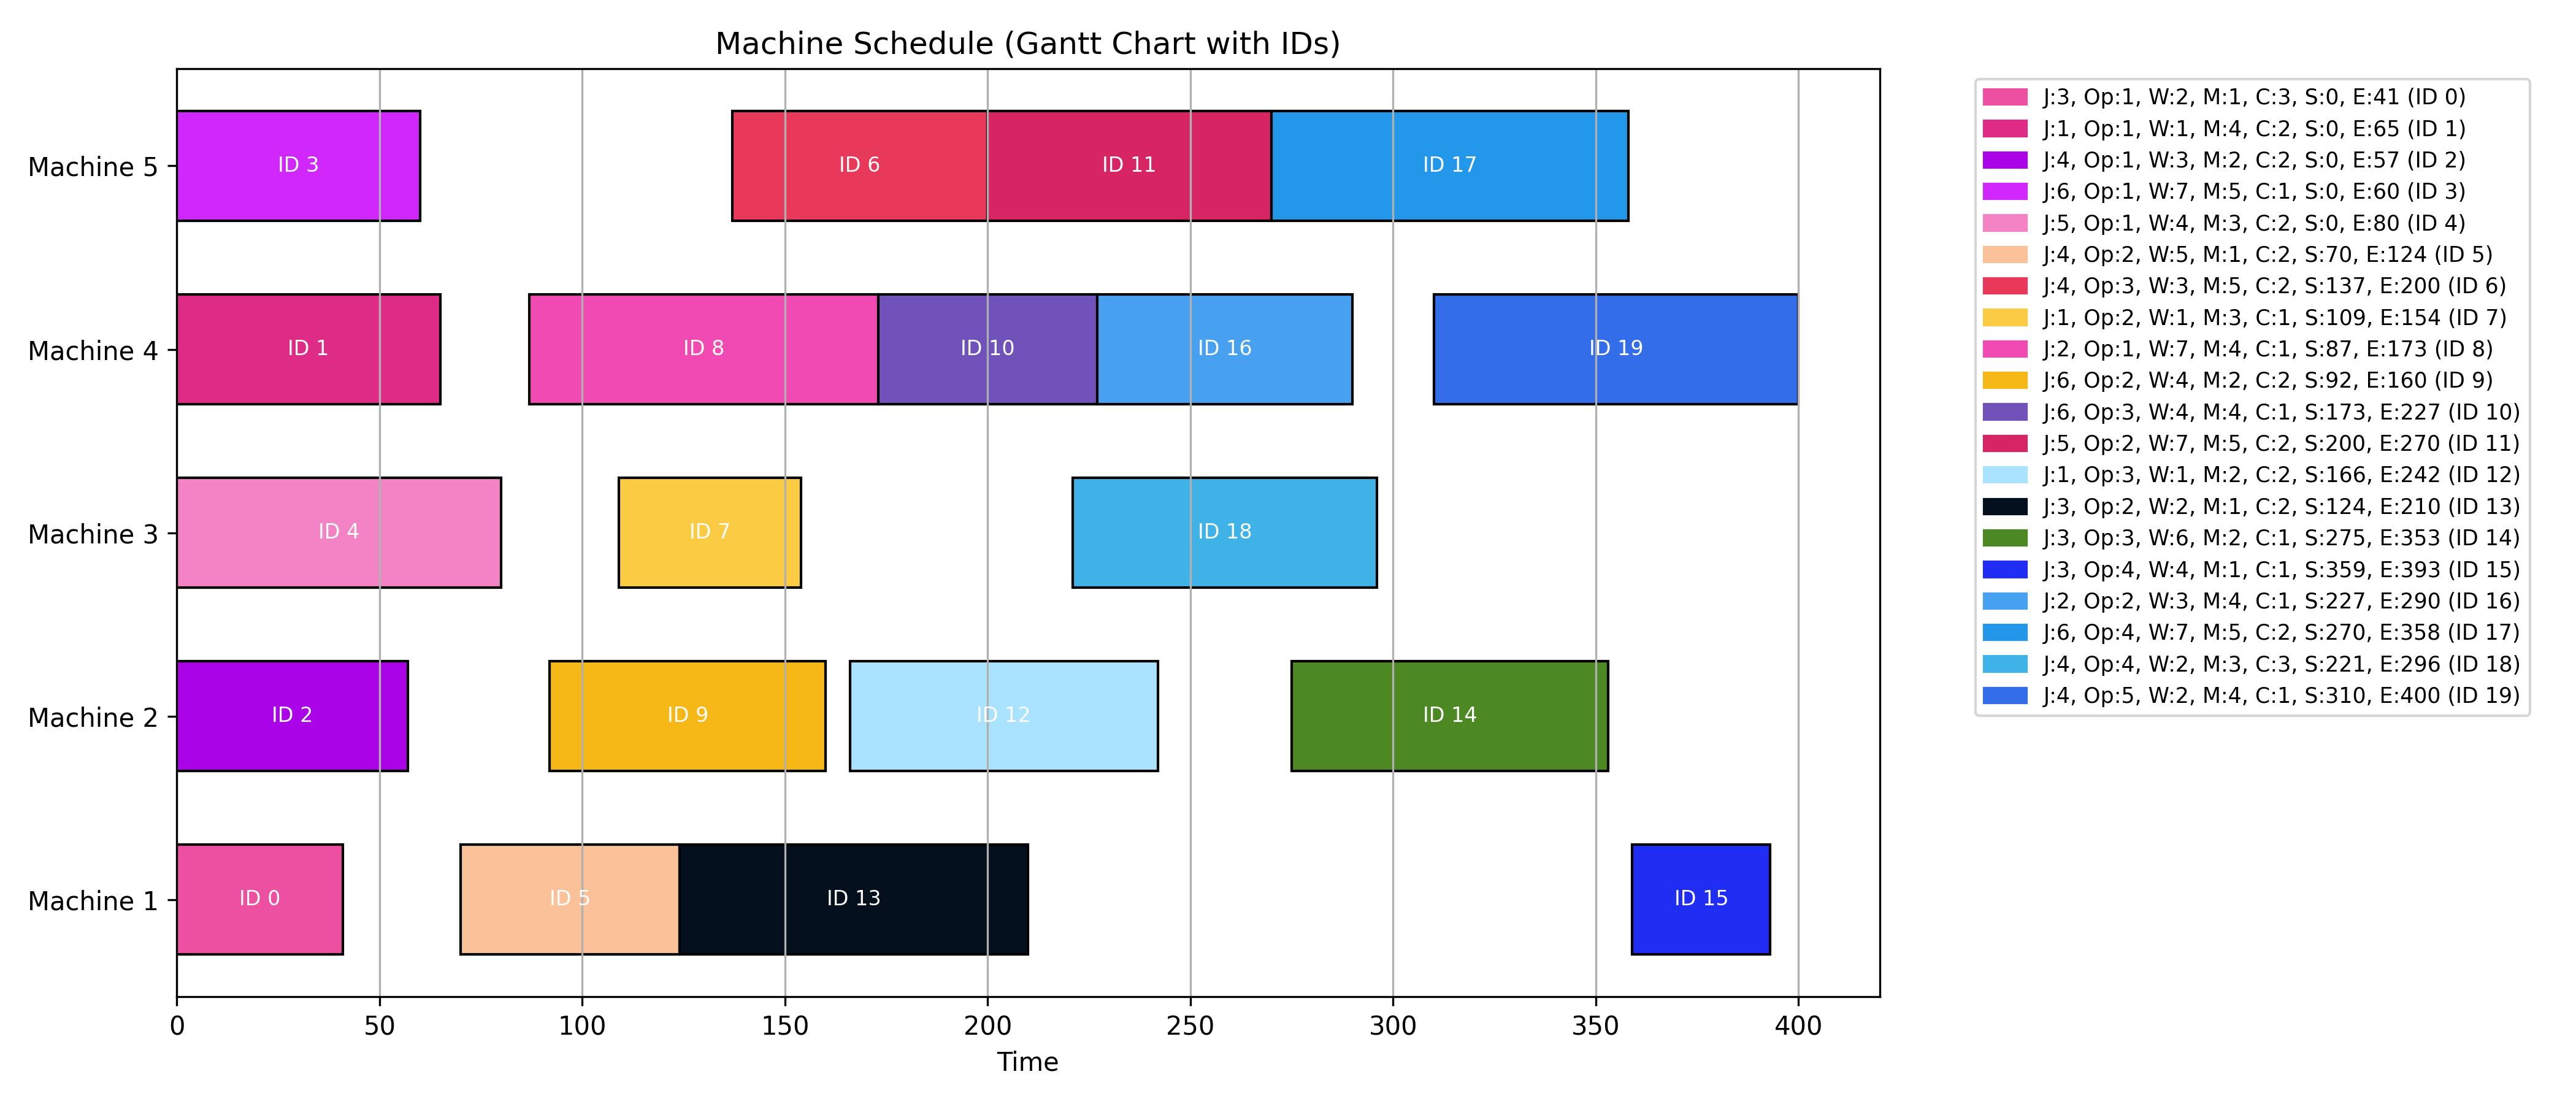 Machine Schedule (Gantt Chart with IDs)
Machine 5
ID 3
ID 6
ID 11
ID 17
Machine 4
ID 1
ID 8
ID 10
ID 16
ID 19
Machine 3
ID 4
ID 7
ID 18
Machine 2
ID 2
ID 9
ID 12
ID 14
Machine 1
ID 0
ID 5
ID 13
ID 15
0 50 100 150 200 250 300 350 400
Time
J:3, Op:1, W:2, M:1, C:3, S:0, E:41 (ID 0)
J:1, Op:1, W:1, M:4, C:2, S:0, E:65 (ID 1)
J:4, Op:1, W:3, M:2, C:2, S:0, E:57 (ID 2)
J:6, Op:1, W:7, M:5, C:1, S:0, E:60 (ID 3)
J:5, Op:1, W:4, M:3, C:2, S:0, E:80 (ID 4)
J:4, Op:2, W:5, M:1, C:2, S:70, E:124 (ID 5)
J:4, Op:3, W:3, M:5, C:2, S:137, E:200 (ID 6)
J:1, Op:2, W:1, M:3, C:1, S:109, E:154 (ID 7)
J:2, Op:1, W:7, M:4, C:1, S:87, E:173 (ID 8)
J:6, Op:2, W:4, M:2, C:2, S:92, E:160 (ID 9)
J:6, Op:3, W:4, M:4, C:1, S:173, E:227 (ID 10)
J:5, Op:2, W:7, M:5, C:2, S:200, E:270 (ID 11)
J:1, Op:3, W:1, M:2, C:2, S:166, E:242 (ID 12)
J:3, Op:2, W:2, M:1, C:2, S:124, E:210 (ID 13)
J:3, Op:3, W:6, M:2, C:1, S:275, E:353 (ID 14)
J:3, Op:4, W:4, M:1, C:1, S:359, E:393 (ID 15)
J:2, Op:2, W:3, M:4, C:1, S:227, E:290 (ID 16)
J:6, Op:4, W:7, M:5, C:2, S:270, E:358 (ID 17)
J:4, Op:4, W:2, M:3, C:3, S:221, E:296 (ID 18)
J:4, Op:5, W:2, M:4, C:1, S:310, E:400 (ID 19)